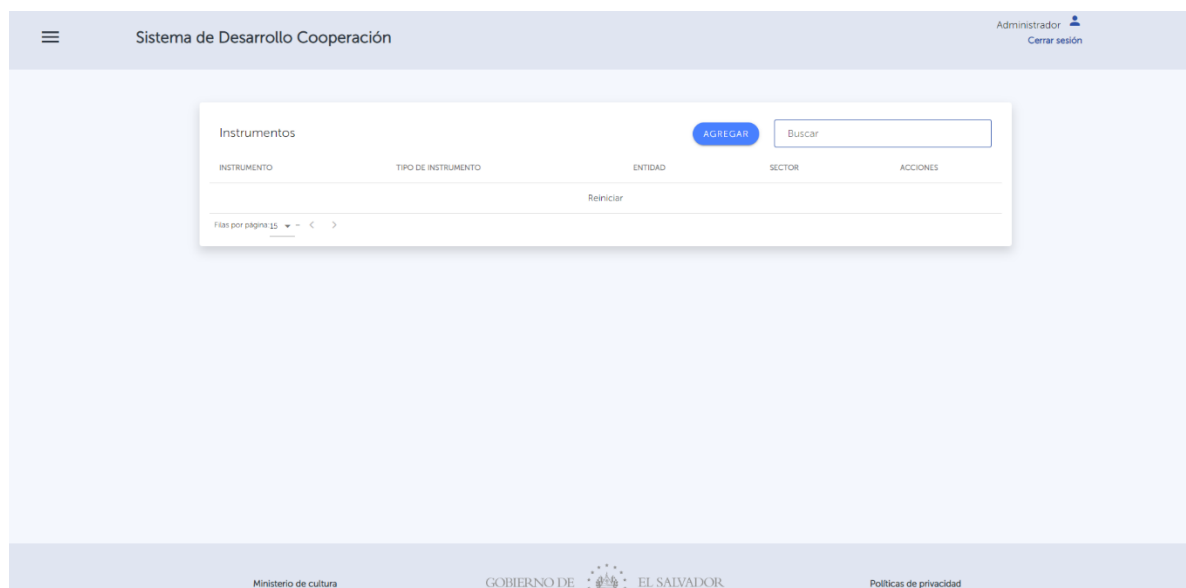 Administrador
Sistema de Desarrollo Cooperación
Cerrar sesión
Instrumentos AGREGAR Buscar
INSTRUMENTO TIPO DE INSTRUMENTO ENTIDAD SECTOR ACCIONES
Reiniciar
Filas por página: 15 –
Ministerio de cultura GOBIERNO DE EL SALVADOR Políticas de privacidad